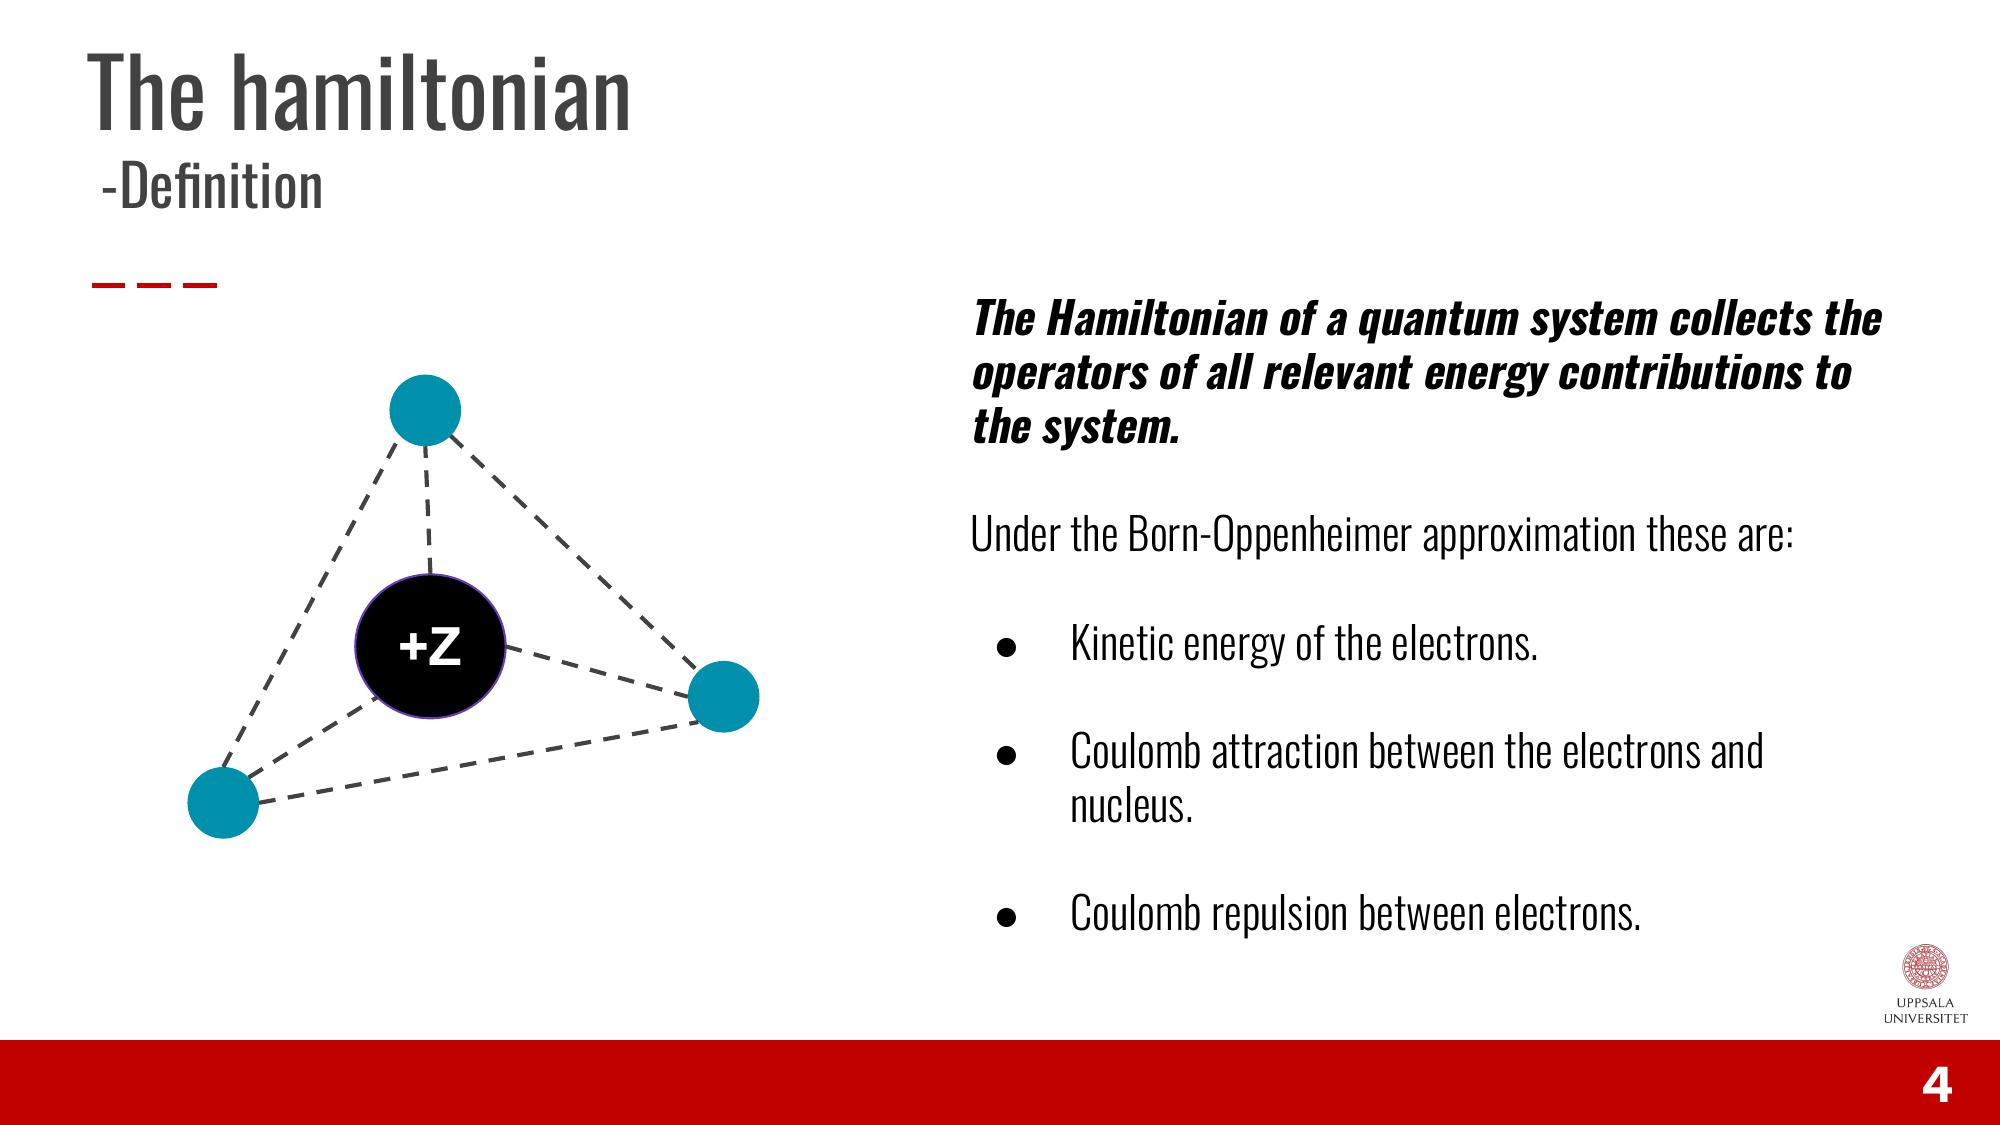 The hamiltonian
-Definition
The Hamiltonian of a quantum system collects the
operators of all relevant energy contributions to
the system.
Under the Born-Oppenheimer approximation these are:
● Kinetic energy of the electrons.
● Coulomb attraction between the electrons and
nucleus.
● Coulomb repulsion between electrons.
+Z
UPPSALA
UNIVERSITET
4